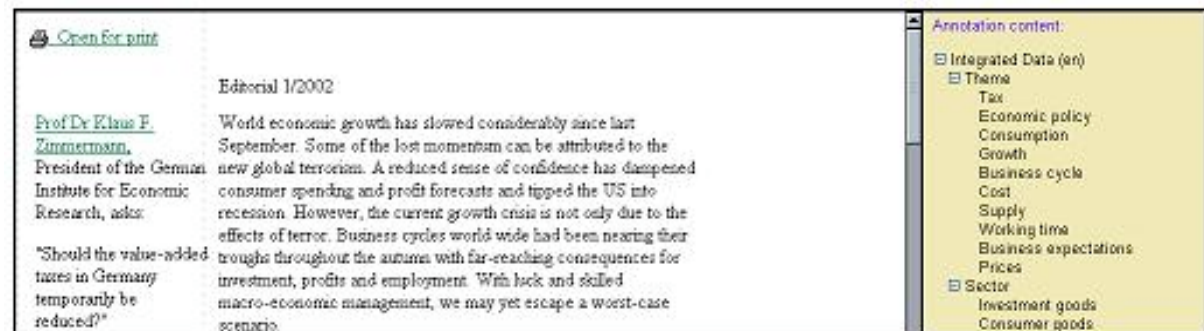 Open for print
Editorial 1/2002
Prof Dr Klaus F.
Zimmermann,
President of the German
Institute for Economic
Research, asks:
"Should the value-added
taxes in Germany
temporarily be
reduced?"
World economic growth has slowed considerably since last
September. Some of the lost momentum can be attributed to the
new global terrorism. A reduced sense of confidence has dampened
consumer spending and profit forecasts and tipped the US into
recession. However, the current growth crisis is not only due to the
effects of terror. Business cycles world wide had been nearing their
troughs throughout the autumn with far-reaching consequences for
investment, profits and employment. With luck and skilled
macro-economic management, we may yet escape a worst-case
scenario.
Annotation content:
Integrated Data (en)
Theme
Tax
Economic policy
Consumption
Growth
Business cycle
Cost
Supply
Working time
Business expectations
Prices
Sector
Investment goods
Consumer goods